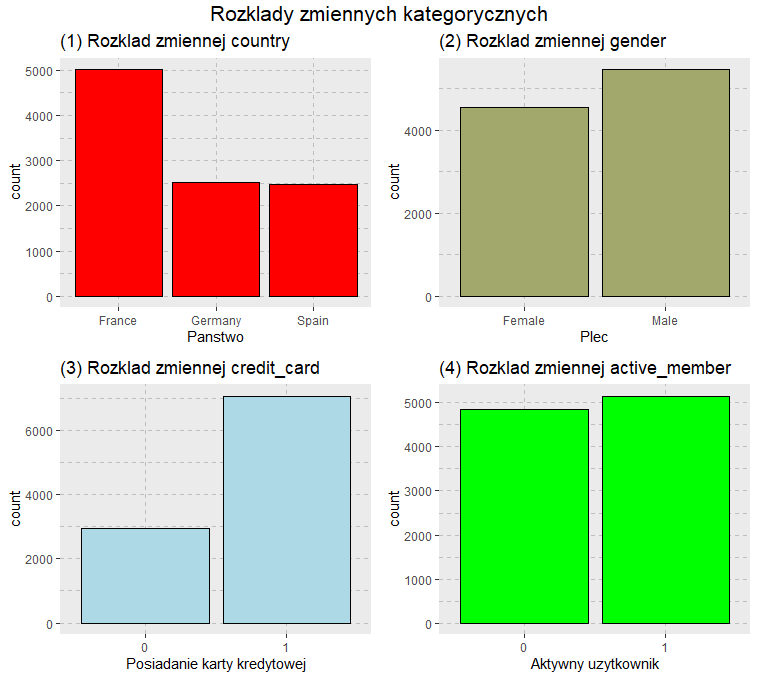 Rozklady zmiennych kategorycznych
(1) Rozklad zmiennej country
count
5000
4000
3000
2000
1000
0
France Germany Spain
Panstwo
(2) Rozklad zmiennej gender
count
4000
2000
0
Female Male
Plec
(3) Rozklad zmiennej credit_card
count
6000
4000
2000
0
0 1
Posiadanie karty kredytowej
(4) Rozklad zmiennej active_member
count
5000
4000
3000
2000
1000
0
0 1
Aktywny uzytkownik